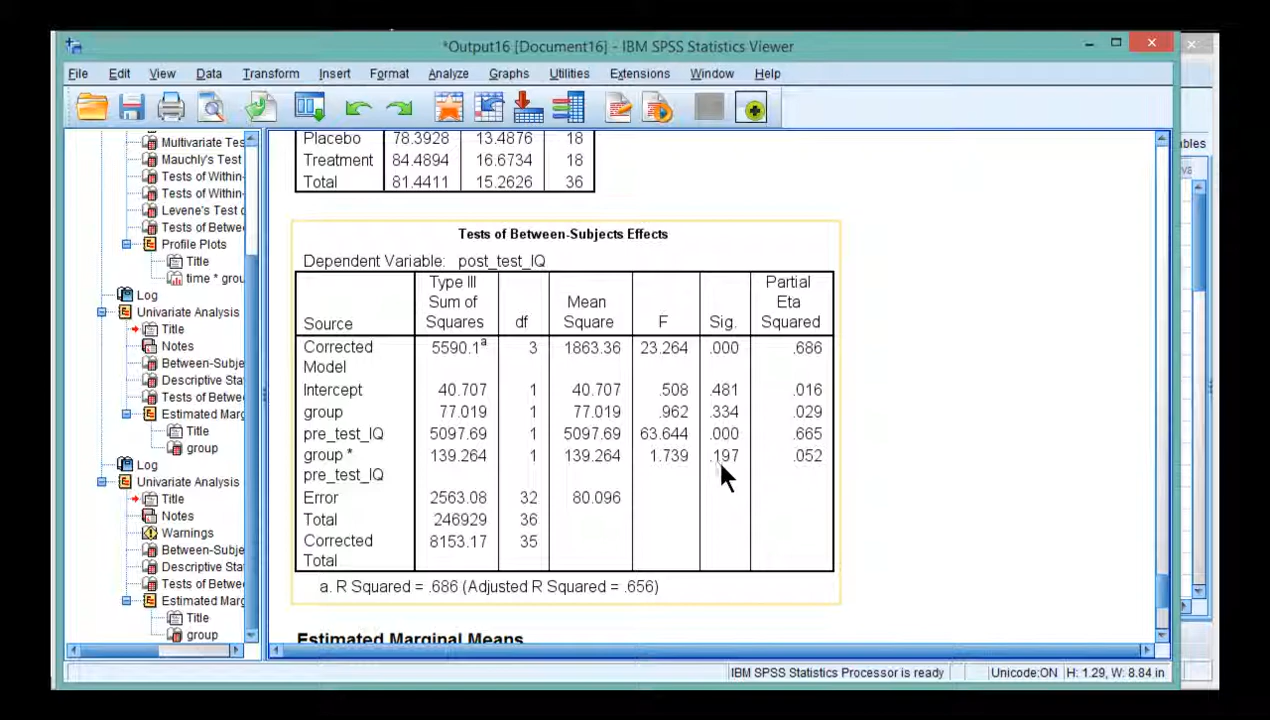 *Output16 [Document16] - IBM SPSS Statistics Viewer
File Edit View Data Transform Insert Format Analyze Graphs Utilities Extensions Window Help
Multivariate Tes
Mauchly's Test
Tests of Within-
Tests of Within-
Levene's Test
Tests of Betwe
Profile Plots
Title
time * grou
Log
Univariate Analysis
Title
Notes
Between-Subje
Descriptive Sta
Tests of Betwe
Estimated Marg
Title
group
Log
Univariate Analysis
Title
Notes
Warnings
Between-Subje
Descriptive Sta
Tests of Betwe
Estimated Marg
Title
group
Placebo 78.3928 13.4876 18
Treatment 84.4894 16.6734 18
Total 81.4411 15.2626 36
Tests of Between-Subjects Effects
Dependent Variable: post_test_IQ
Source Type III Sum of Squares df Mean Square F Sig. Partial Eta Squared
Corrected Model 5590.1a 3 1863.36 23.264 .000 .686
Intercept 40.707 1 40.707 .508 .481 .016
group 77.019 1 77.019 .962 .334 .029
pre_test_IQ 5097.69 1 5097.69 63.644 .000 .665
group * pre_test_IQ 139.264 1 139.264 1.739 .197 .052
Error 2563.08 32 80.096
Total 246929 36
Corrected Total 8153.17 35
a. R Squared = .686 (Adjusted R Squared = .656)
Estimated Marginal Means
ables
IBM SPSS Statistics Processor is ready Unicode:ON H: 1.29, W: 8.84 in